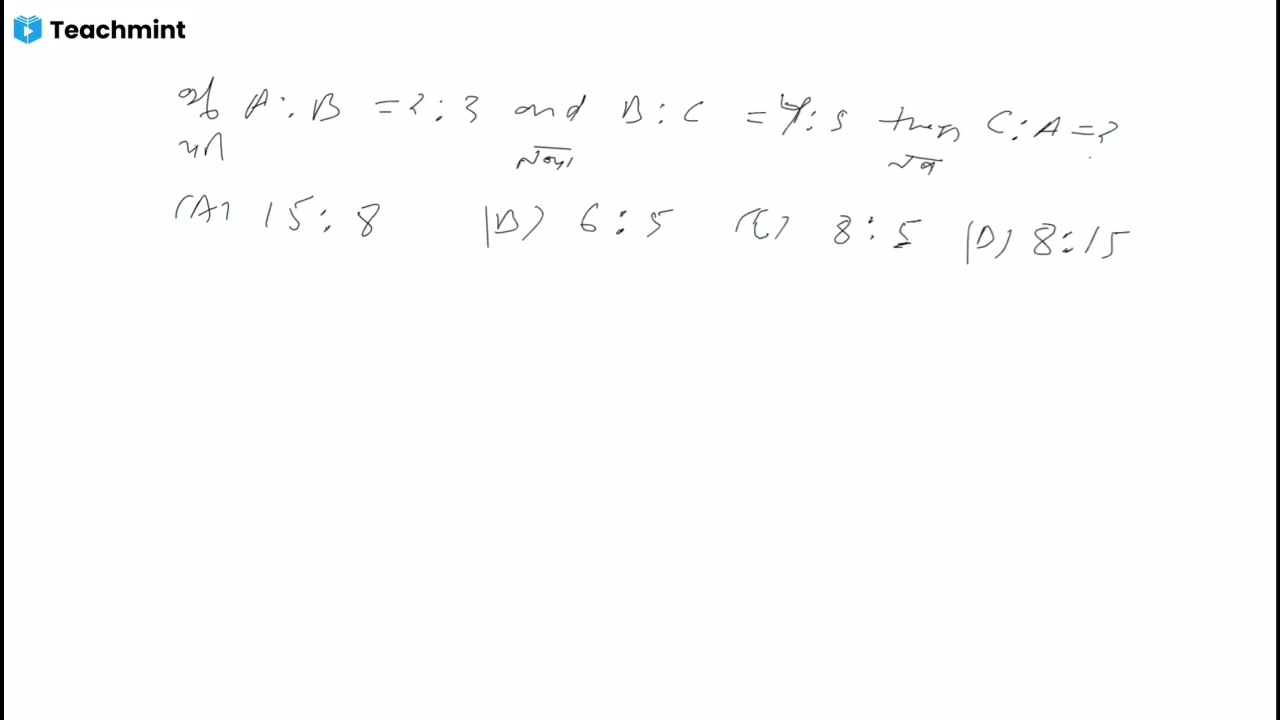 Teachmint
If A : B = 2 : 3 and B : C = 4 : 5 then C : A = ?
(A) 15 : 8 (B) 6 : 5 (C) 8 : 5 (D) 8 : 15